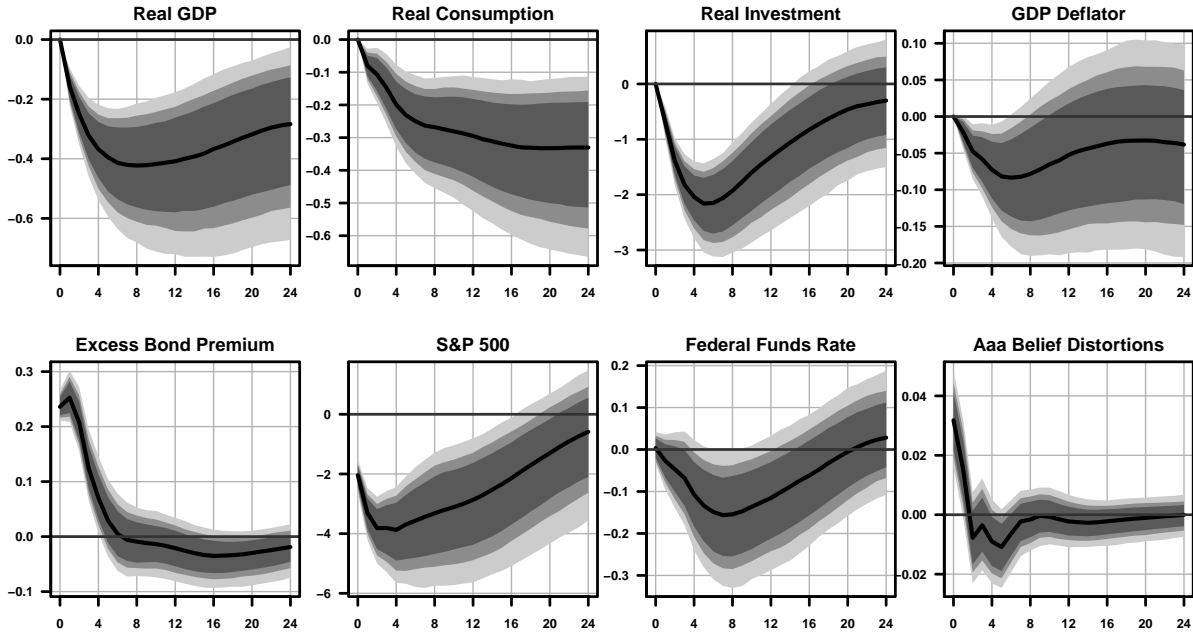 Real GDP Real Consumption Real Investment GDP Deflator
0.0 0.0 0 0.10
−0.2 −0.1 −1 0.05
−0.4 −0.2 −2 0.00
−0.6 −0.3 −3 −0.05
−0.4 −0.10
−0.5 −0.15
−0.6 −0.20
0 4 8 12 16 20 24 0 4 8 12 16 20 24 0 4 8 12 16 20 24 0 4 8 12 16 20 24
Excess Bond Premium S&P 500 Federal Funds Rate Aaa Belief Distortions
0.3 0 0.2 0.04
0.2 −2 0.1 0.02
0.1 −4 0.0 0.00
0.0 −6 −0.1 −0.02
−0.1 −0.2
−0.3
0 4 8 12 16 20 24 0 4 8 12 16 20 24 0 4 8 12 16 20 24 0 4 8 12 16 20 24